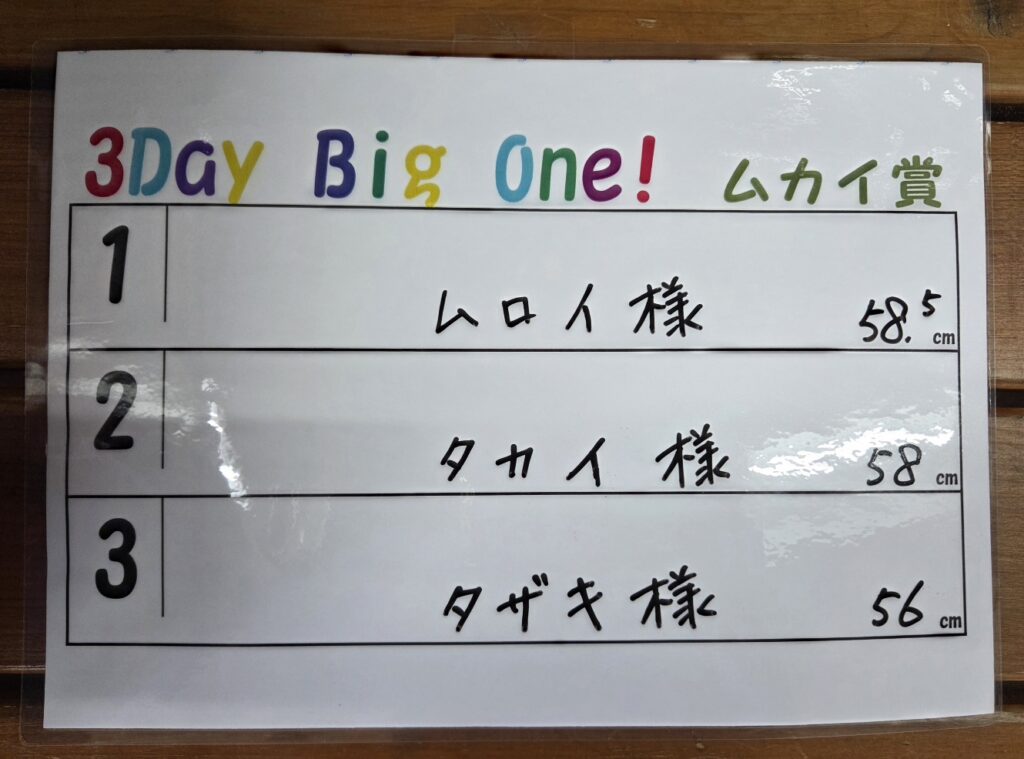 3Day Big One! ムカイ賞
1 ムロイ様 58.5cm
2 タカイ様 58cm
3 タザキ様 56cm